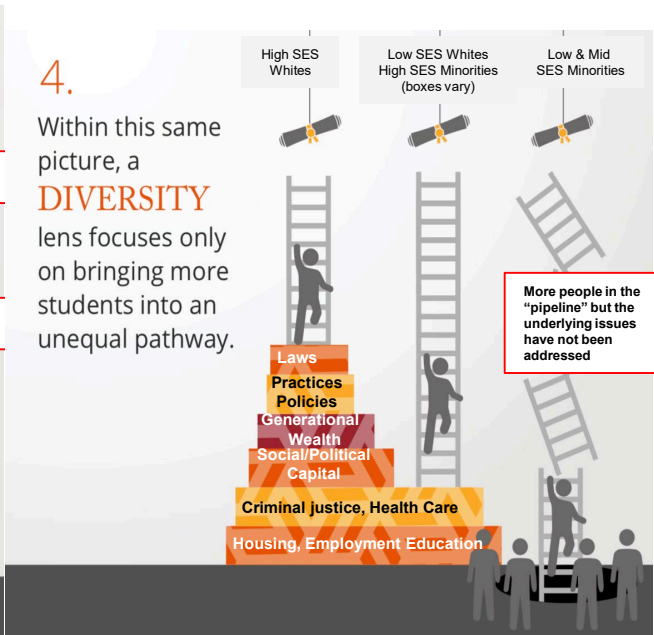 4.
Within this same
picture, a
DIVERSITY
lens focuses only
on bringing more
students into an
unequal pathway.
High SES
Whites
Low SES Whites
High SES Minorities
(boxes vary)
Low & Mid
SES Minorities
More people in the
“pipeline” but the
underlying issues
have not been
addressed
Laws
Practices
Policies
Generational
Wealth
Social/Political
Capital
Criminal justice, Health Care
Housing, Employment Education